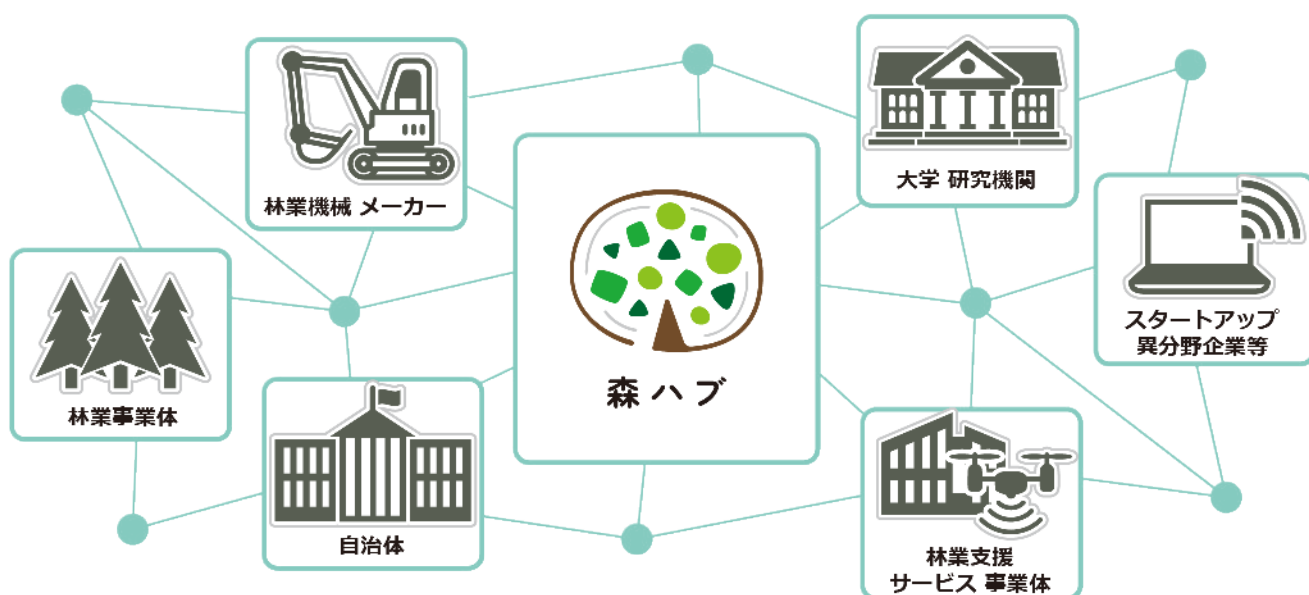 林業機械 メーカー
大学 研究機関
スタートアップ
異分野企業等
林業事業体
森ハブ
自治体
林業支援
サービス 事業体